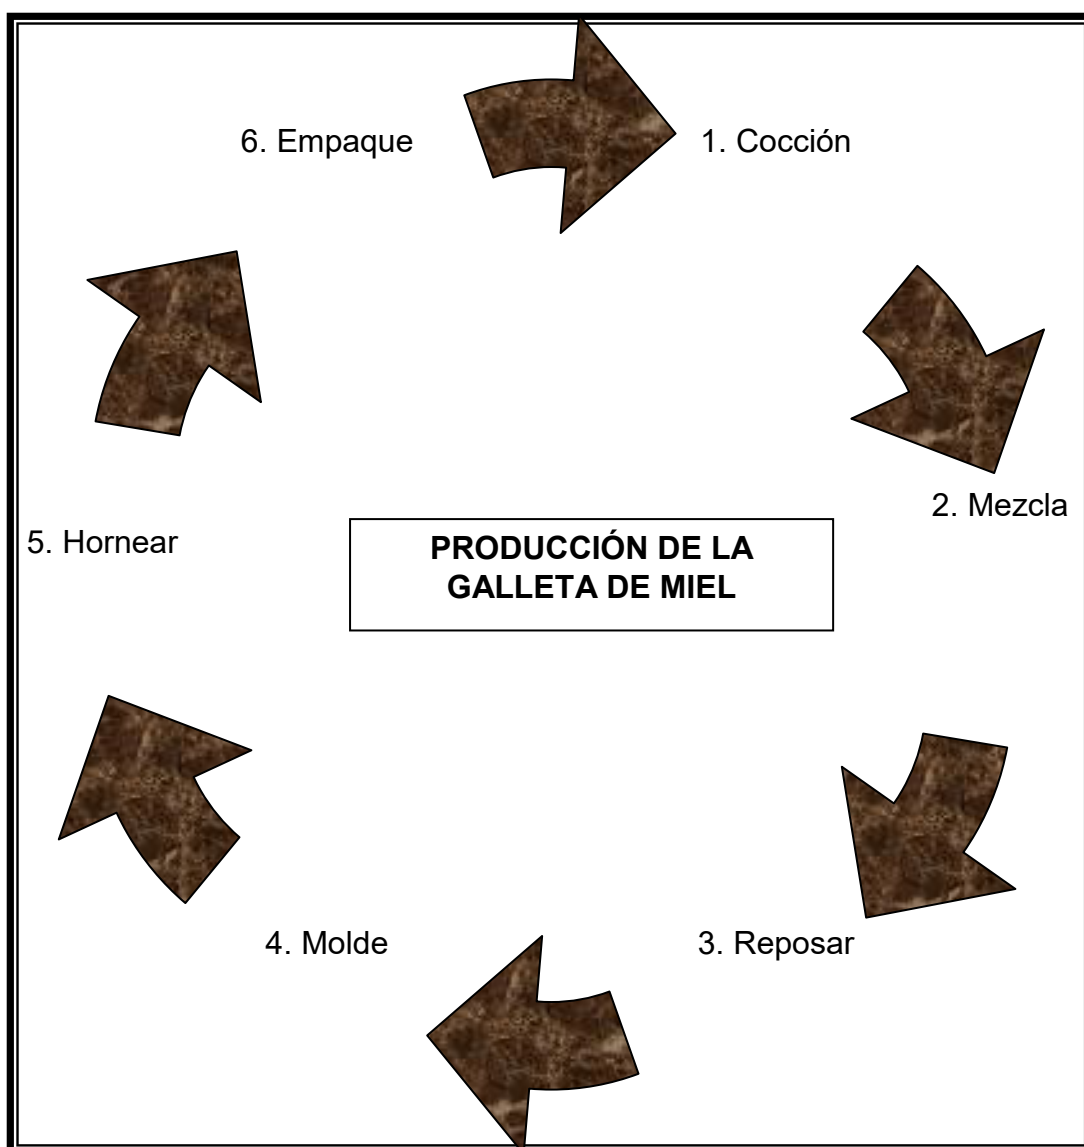 6. Empaque
1. Cocción
2. Mezcla
5. Hornear
PRODUCCIÓN DE LA
GALLETA DE MIEL
4. Molde
3. Reposar